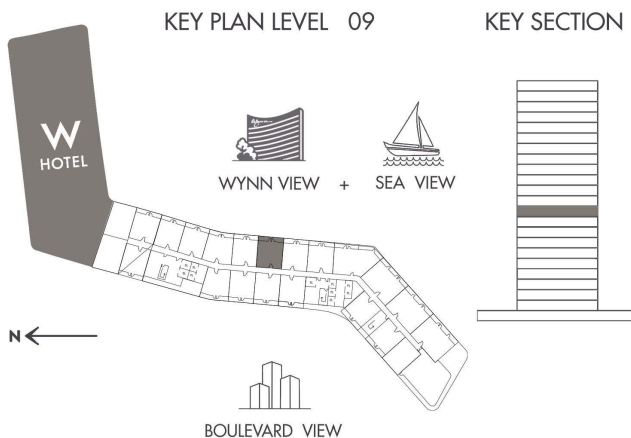 KEY PLAN LEVEL 09
KEY SECTION
W
HOTEL
WYNN VIEW + SEA VIEW
N
BOULEVARD VIEW